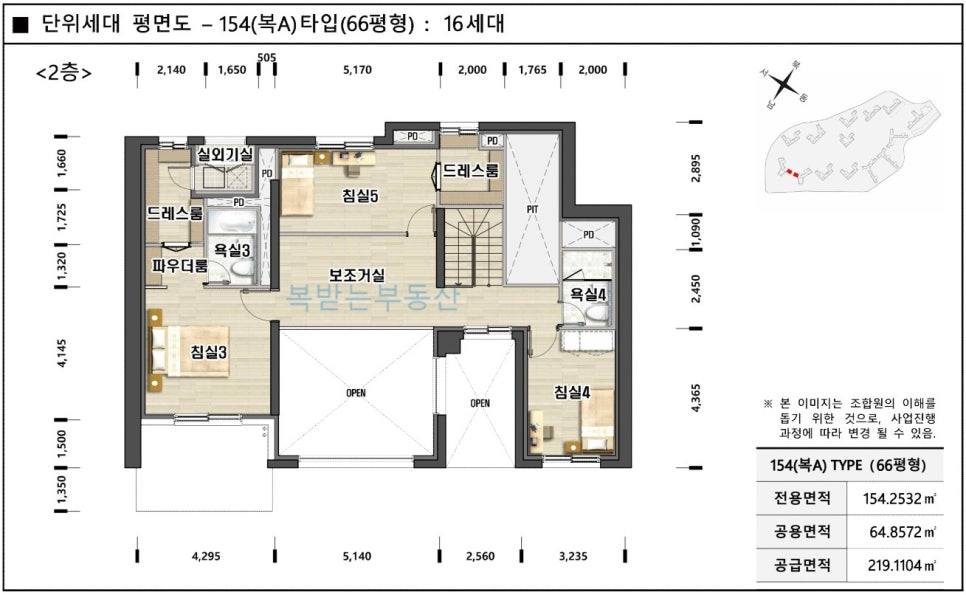 ■ 단위세대 평면도 – 154(복A)타입(66평형) : 16세대
<2층>
2,140 1,650 505 5,170 2,000 1,765 2,000
1,660
1,725
1,320
4,145
1,500
1,350
2,895
1,090
2,450
4,365
실외기실
PD
PD
PD
PD
드레스룸
침실5
드레스룸
PIT
욕실3
파우더룸
보조거실
PD
욕실4
복받는부동산
침실3
OPEN
OPEN
침실4
4,295 5,140 2,560 3,235
※ 본 이미지는 조합원의 이해를
돕기 위한 것으로, 사업진행
과정에 따라 변경 될 수 있음.
154(복A) TYPE (66평형)
전용면적 154.2532㎡
공용면적 64.8572㎡
공급면적 219.1104㎡